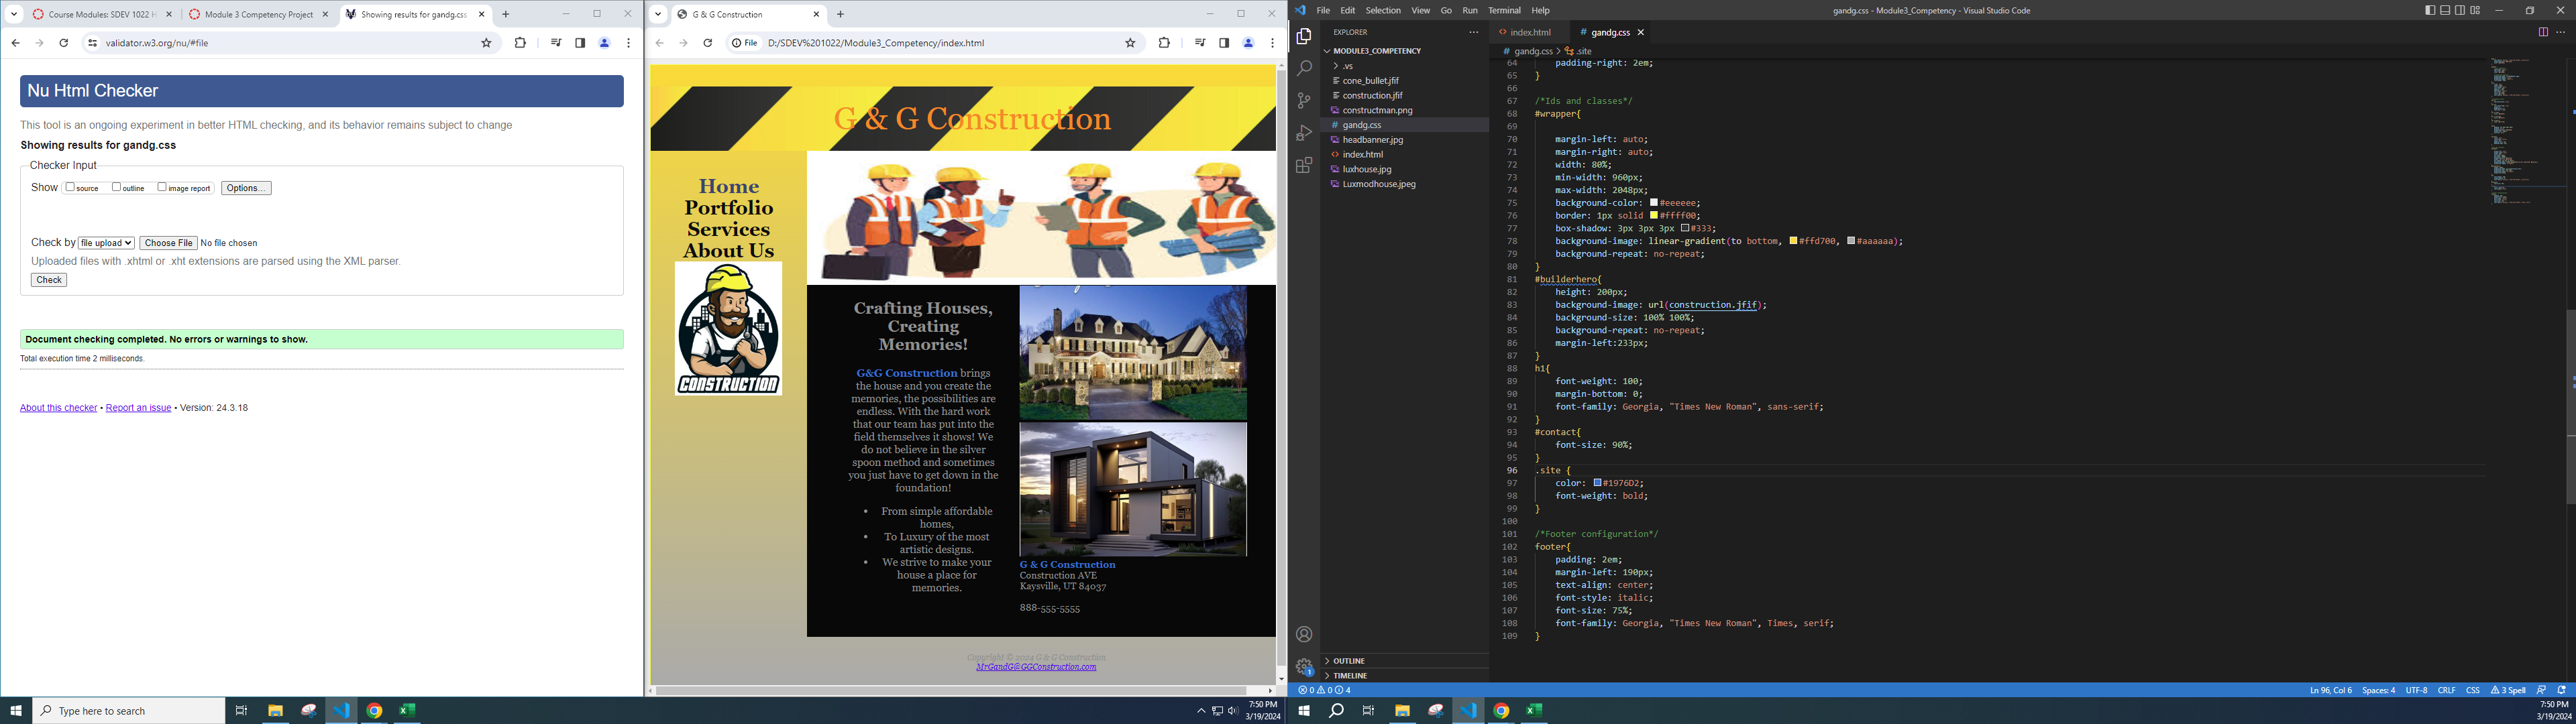 Course Modules: SDEV 1022 H
Module 3 Competency Project
Showing results for gandg.css
validator.w3.org/nu/#file
Nu Html Checker
This tool is an ongoing experiment in better HTML checking, and its behavior remains subject to change
Showing results for gandg.css
Checker Input
Show source outline image report Options...
Check by file upload Choose File No file chosen
Uploaded files with .xhtml or .xht extensions are parsed using the XML parser.
Check
Document checking completed. No errors or warnings to show.
Total execution time 2 milliseconds.
About this checker • Report an issue • Version: 24.3.18
Type here to search
G & G Construction
File D:/SDEV%201022/Module3_Competency/index.html
G & G Construction
Home
Portfolio
Services
About Us
CONSTRUCTION
Crafting Houses,
Creating
Memories!
G&G Construction brings
the house and you create the
memories, the possibilities are
endless. With the hard work
that our team has put into the
field themselves it shows! We
do not believe in the silver
spoon method and sometimes
you just have to get down in the
foundation!
• From simple affordable
homes,
• To Luxury of the most
artistic designs.
• We strive to make your
house a place for
memories.
G & G Construction
Construction AVE
Kaysville, UT 84037
888-555-5555
Copyright © 2024 G & G Construction
MrGandG@GGConstruction.com
7:50 PM
3/19/2024
File Edit Selection View Go Run Terminal Help
gandg.css - Module3_Competency - Visual Studio Code
EXPLORER
MODULE3_COMPETENCY
.vs
cone_bullet.jfif
construction.jfif
constructman.png
gandg.css
headbanner.jpg
index.html
luxhouse.jpg
Luxmodhouse.jpeg
OUTLINE
TIMELINE
index.html
gandg.css
gandg.css > .site
64 padding-right: 2em;
65 }
66
67 /*Ids and classes*/
68 #wrapper{
69
70 margin-left: auto;
71 margin-right: auto;
72 width: 80%;
73 min-width: 960px;
74 max-width: 2048px;
75 background-color: #eeeeee;
76 border: 1px solid #ffff00;
77 box-shadow: 3px 3px 3px #333;
78 background-image: linear-gradient(to bottom, #ffd700, #aaaaaa);
79 background-repeat: no-repeat;
80 }
81 #builderhero{
82 height: 200px;
83 background-image: url(construction.jfif);
84 background-size: 100% 100%;
85 background-repeat: no-repeat;
86 margin-left:233px;
87 }
88 h1{
89 font-weight: 100;
90 margin-bottom: 0;
91 font-family: Georgia, "Times New Roman", sans-serif;
92 }
93 #contact{
94 font-size: 90%;
95 }
96 .site {
97 color: #1976D2;
98 font-weight: bold;
99 }
100
101 /*Footer configuration*/
102 footer{
103 padding: 2em;
104 margin-left: 190px;
105 text-align: center;
106 font-style: italic;
107 font-size: 75%;
108 font-family: Georgia, "Times New Roman", Times, serif;
109 }
0 0 4
Ln 96, Col 6 Spaces: 4 UTF-8 CRLF CSS 3 Spell
7:50 PM
3/19/2024